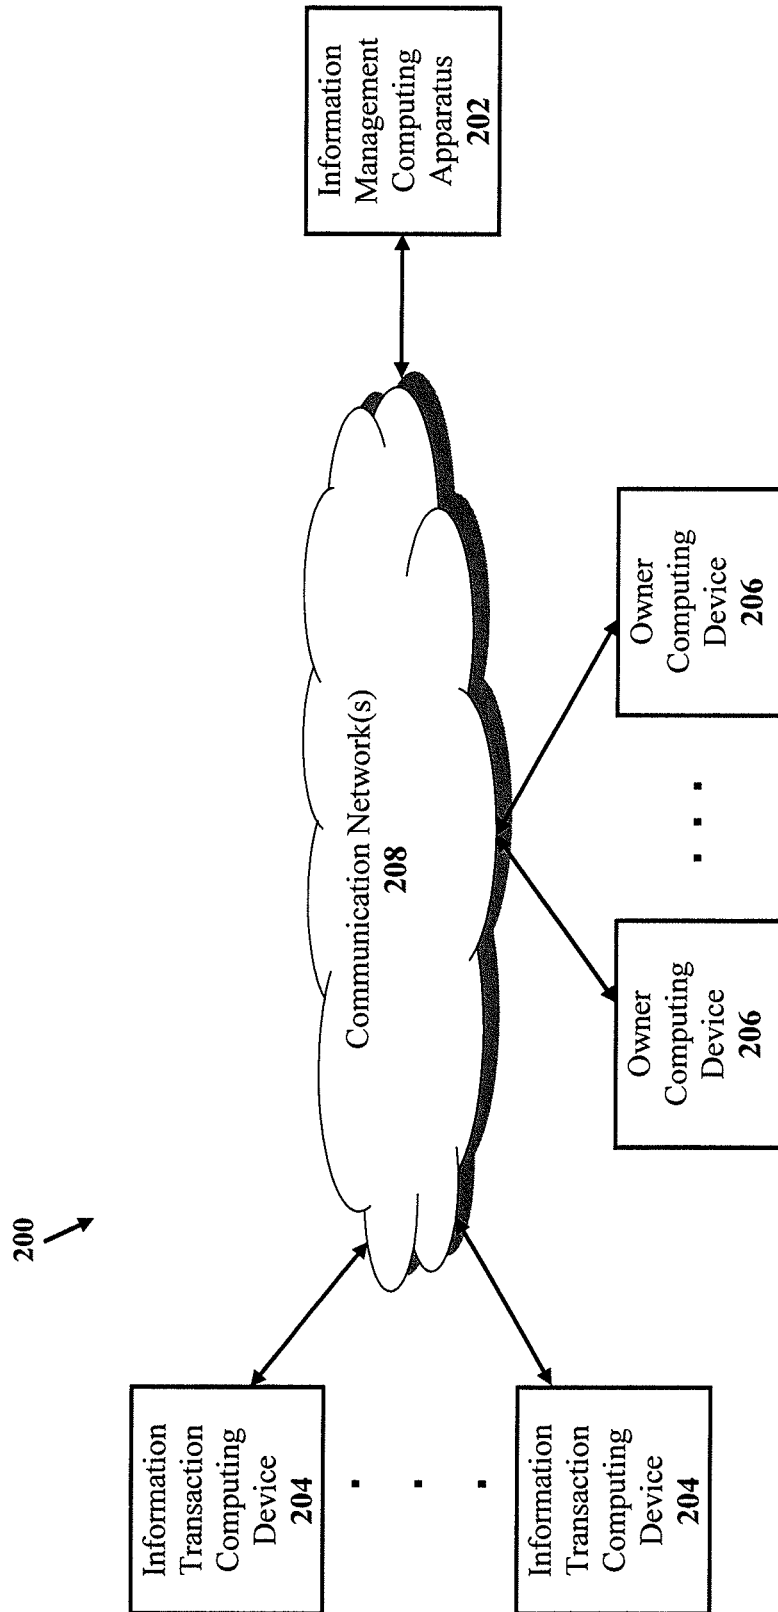 200
Information
Transaction
Computing
Device
204
Information
Transaction
Computing
Device
204
Communication Network(s)
208
Information
Management
Computing
Apparatus
202
Owner
Computing
Device
206
Owner
Computing
Device
206